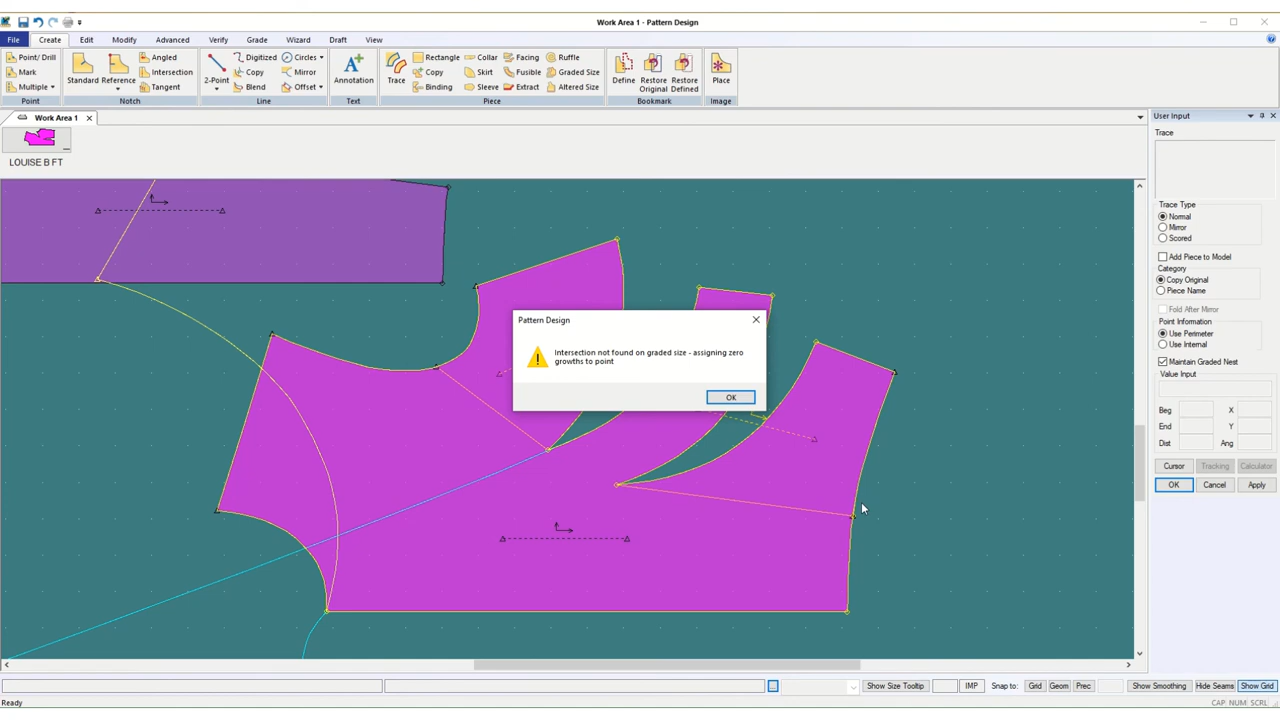 Work Area 1 - Pattern Design
File Create Edit Modify Advanced Verify Grade Wizard Draft View
Point/ Drill
Mark
Multiple
Point
Standard
Reference
Angled
Intersection
Tangent
Notch
2-Point
Digitized
Copy
Blend
Circles
Mirror
Offset
Line
Annotation
Text
Trace
Rectangle
Copy
Binding
Collar
Skirt
Sleeve
Facing
Fusible
Extract
Ruffle
Graded Size
Altered Size
Piece
Define
Restore
Original
Restore
Defined
Bookmark
Place
Image
Work Area 1
LOUISE B FT
Pattern Design
Intersection not found on graded size - assigning zero
growths to point
OK
User Input
Trace
Trace Type
Normal
Mirror
Scored
Add Piece to Model
Category
Copy Original
Piece Name
Fold After Mirror
Point Information
Use Perimeter
Use Internal
Maintain Graded Nest
Value Input
Beg X
End Y
Dist Ang
Cursor Tracking Calculator
OK Cancel Apply
... Show Size Tooltip IMP Snap to: Grid Geom Prec Show Smoothing Hide Seams Show Grid
Ready CAP NUM SCRL